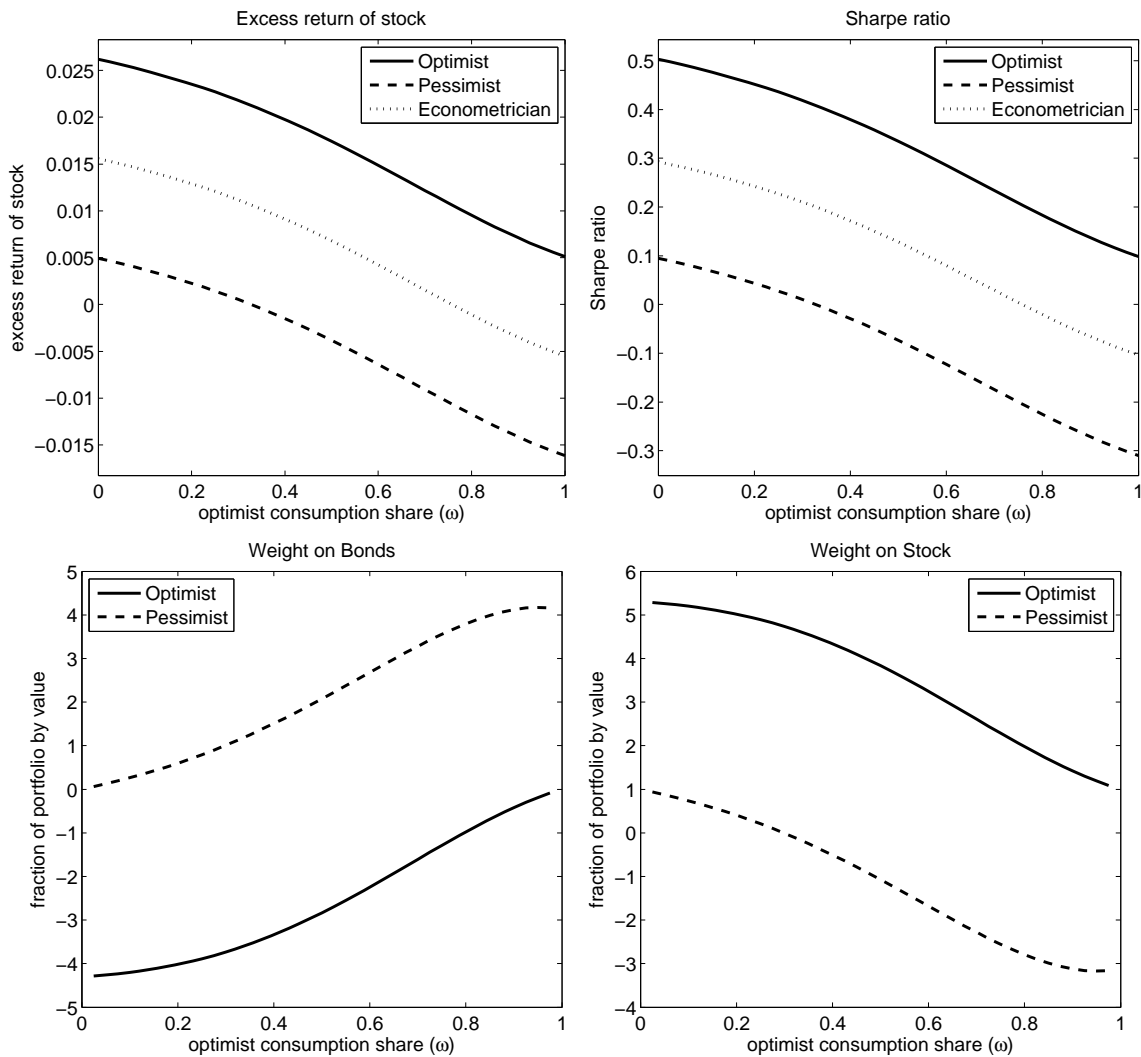 Excess return of stock
Optimist
Pessimist
Econometrician
0.025
0.02
0.015
0.01
0.005
0
−0.005
−0.01
−0.015
excess return of stock
0 0.2 0.4 0.6 0.8 1
optimist consumption share (ω)
Sharpe ratio
Optimist
Pessimist
Econometrician
0.5
0.4
0.3
0.2
0.1
0
−0.1
−0.2
−0.3
Sharpe ratio
0 0.2 0.4 0.6 0.8 1
optimist consumption share (ω)
Weight on Bonds
Optimist
Pessimist
5
4
3
2
1
0
−1
−2
−3
−4
−5
fraction of portfolio by value
0 0.2 0.4 0.6 0.8 1
optimist consumption share (ω)
Weight on Stock
Optimist
Pessimist
6
5
4
3
2
1
0
−1
−2
−3
−4
fraction of portfolio by value
0 0.2 0.4 0.6 0.8 1
optimist consumption share (ω)